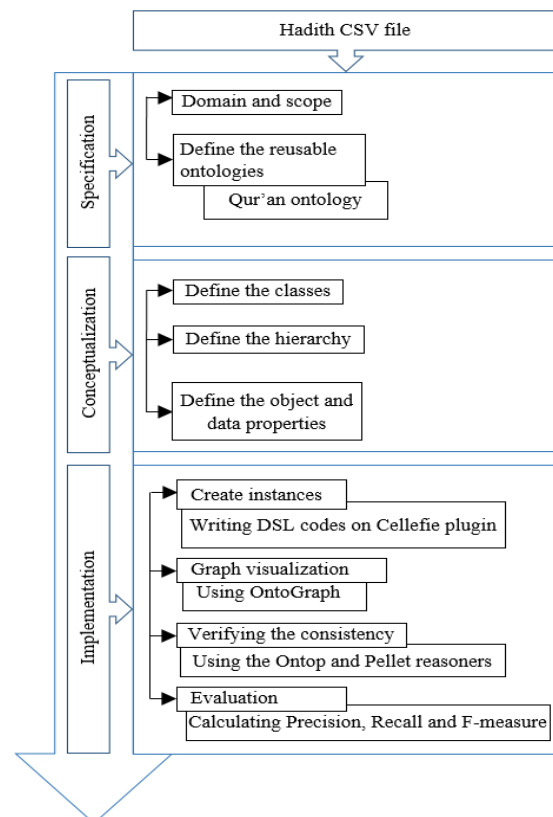 Hadith CSV file
Specification
Domain and scope
Define the reusable
ontologies
Qur'an ontology
Conceptualization
Define the classes
Define the hierarchy
Define the object and
data properties
Implementation
Create instances
Writing DSL codes on Cellefie plugin
Graph visualization
Using OntoGraph
Verifying the consistency
Using the Ontop and Pellet reasoners
Evaluation
Calculating Precision, Recall and F-measure